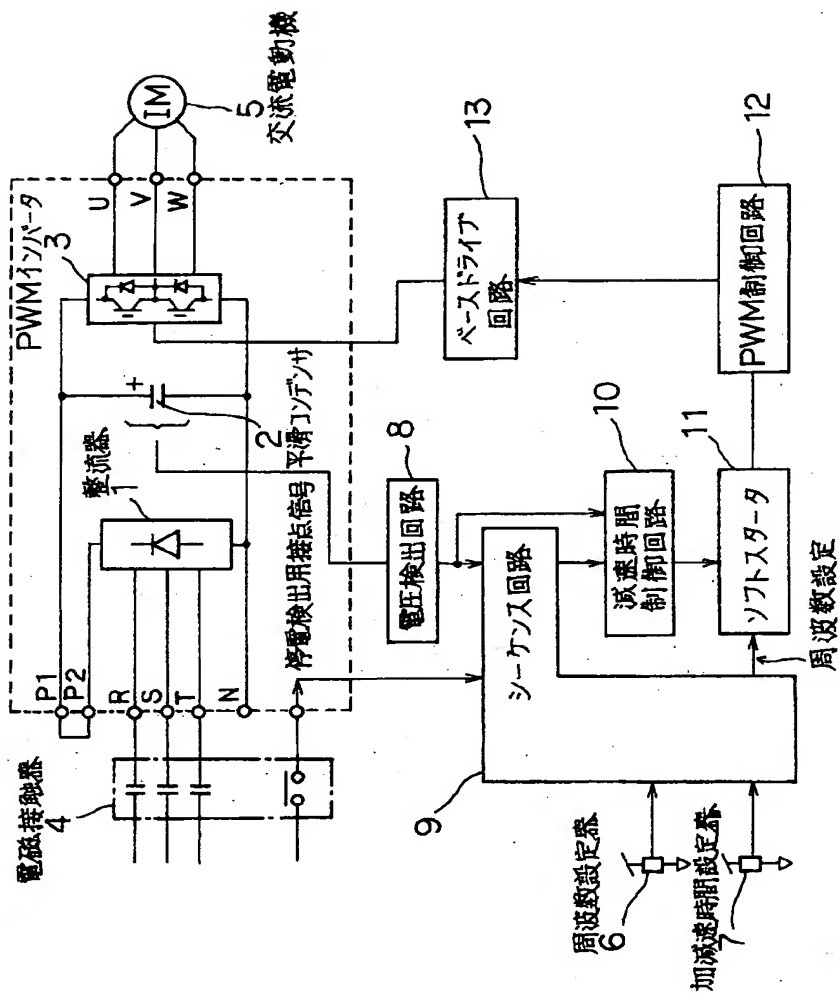 電磁接触器
4
P1
P2
R
S
T
N
整流器
1
2
平滑コンデンサ
停電検出用接点信号
+
PWMインバータ
3
U
V
W
IM
5
交流電動機
電圧検出回路
8
シーケンス回路
9
減速時間
制御回路
10
ソフトスタータ
11
周波数設定
PWM制御回路
12
ベースドライブ
回路
13
周波数設定器
6
加減速時間設定器
7